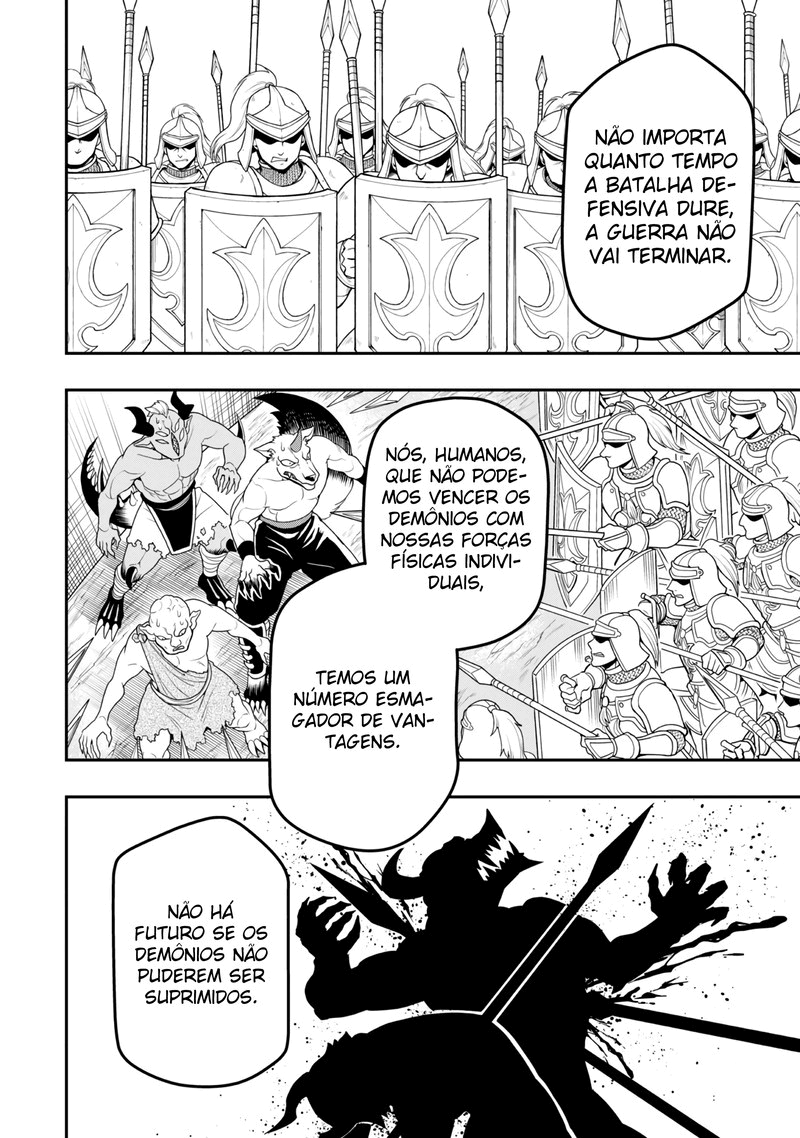 NÃO IMPORTA
QUANTO TEMPO
A BATALHA DE-
FENSIVA DURE,
A GUERRA NÃO
VAI TERMINAR.
NÓS, HUMANOS,
QUE NÃO PODE-
MOS VENCER OS
DEMÔNIOS COM
NOSSAS FORÇAS
FÍSICAS INDIVI-
DUAIS,
TEMOS UM
NÚMERO ESMA-
GADOR DE VAN-
TAGENS.
NÃO HÁ
FUTURO SE OS
DEMÔNIOS NÃO
PUDEREM SER
SUPRIMIDOS.